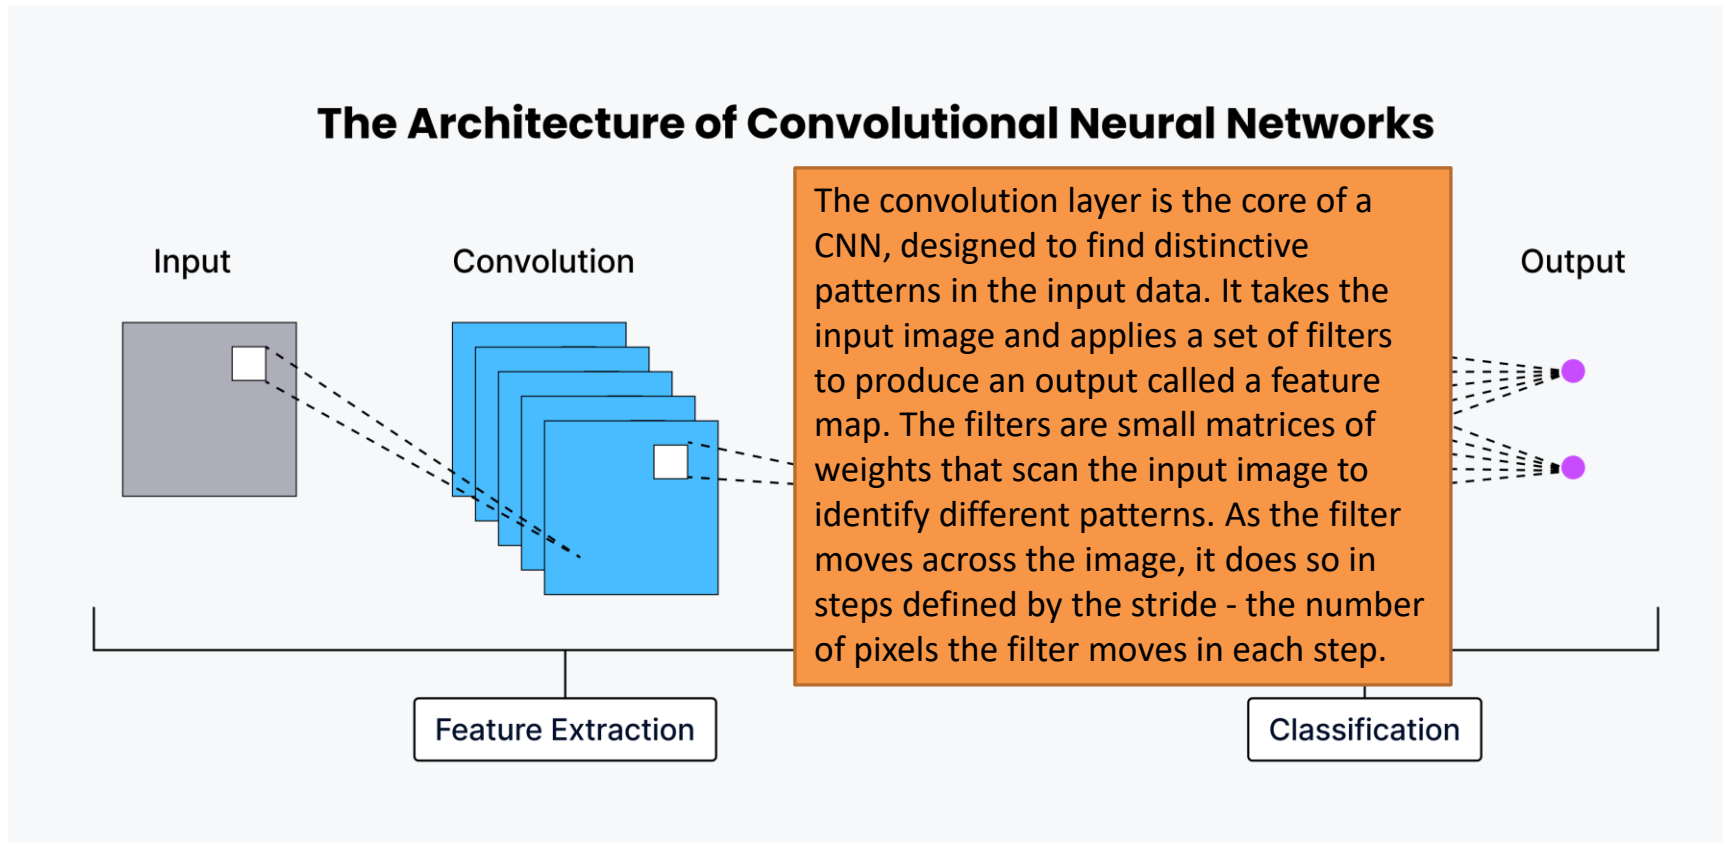 The Architecture of Convolutional Neural Networks
Input
Convolution
The convolution layer is the core of a
CNN, designed to find distinctive
patterns in the input data. It takes the
input image and applies a set of filters
to produce an output called a feature
map. The filters are small matrices of
weights that scan the input image to
identify different patterns. As the filter
moves across the image, it does so in
steps defined by the stride - the number
of pixels the filter moves in each step.
Output
Feature Extraction
Classification